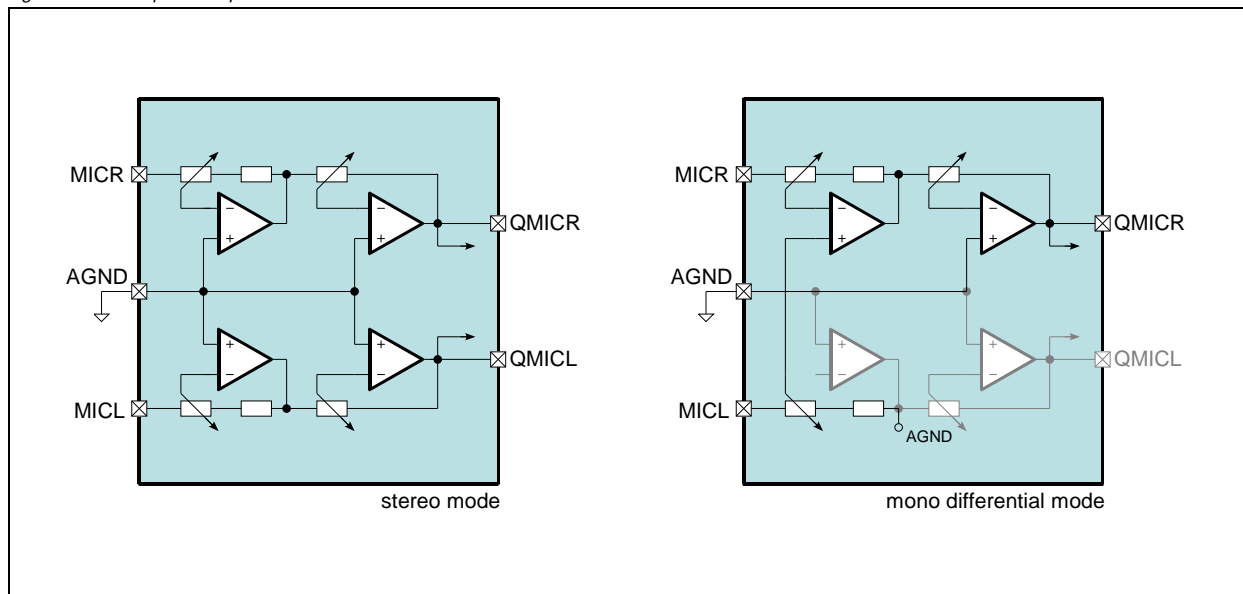 MICR
QMICR
AGND
QMICL
MICL
stereo mode
MICR
QMICR
AGND
QMICL
MICL
AGND
mono differential mode